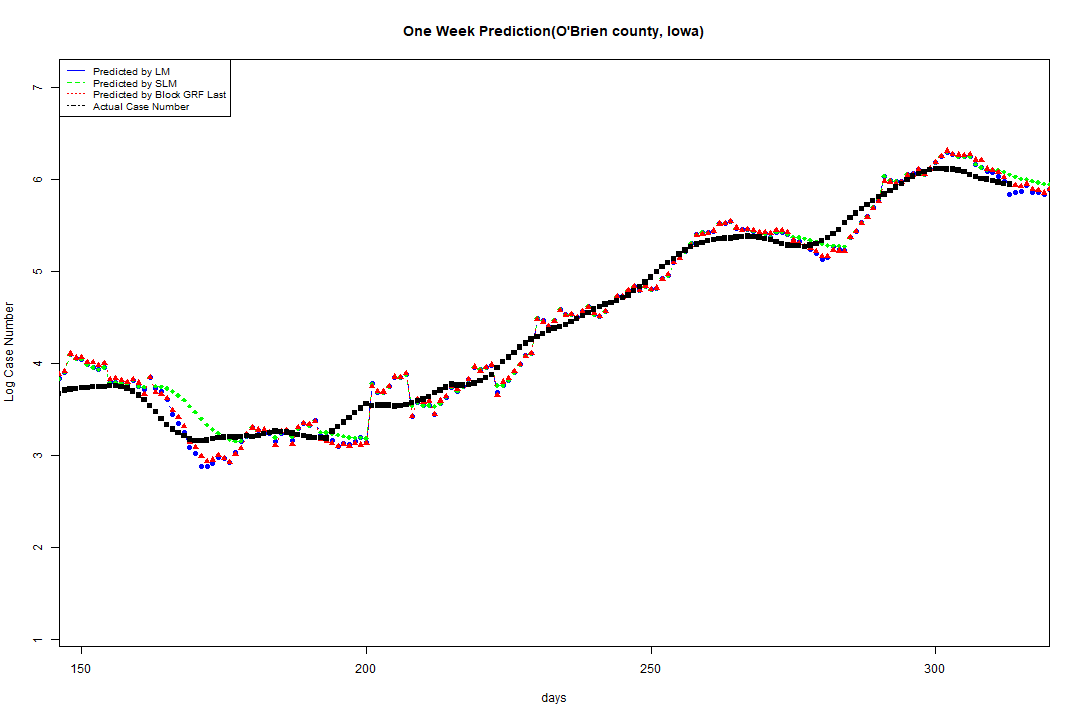 One Week Prediction(O'Brien county, Iowa)
Predicted by LM
Predicted by SLM
Predicted by Block GRF Last
Actual Case Number
Log Case Number
7
6
5
4
3
2
1
150 200 250 300
days